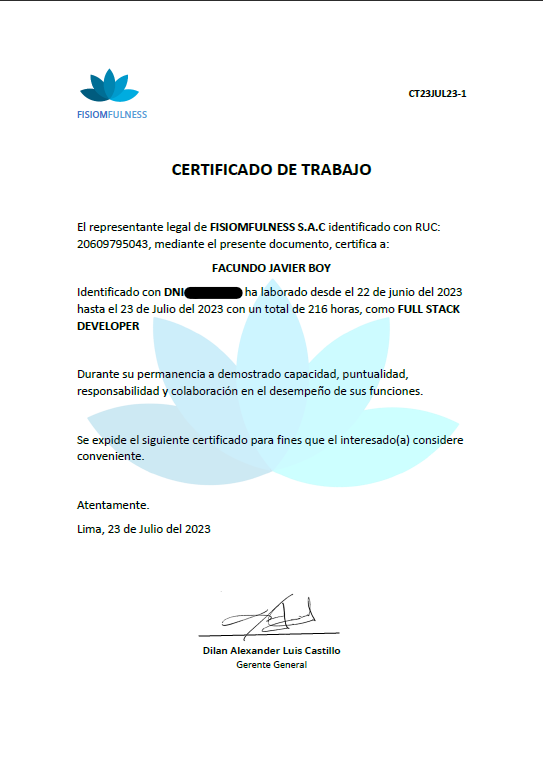 CT23JUL23-1
FISIOMFULNESS
CERTIFICADO DE TRABAJO
El representante legal de FISIOMFULNESS S.A.C identificado con RUC:
20609795043, mediante el presente documento, certifica a:
FACUNDO JAVIER BOY
Identificado con DNI ha laborado desde el 22 de junio del 2023
hasta el 23 de Julio del 2023 con un total de 216 horas, como FULL STACK
DEVELOPER
Durante su permanencia a demostrado capacidad, puntualidad,
responsabilidad y colaboración en el desempeño de sus funciones.
Se expide el siguiente certificado para fines que el interesado(a) considere
conveniente.
Atentamente.
Lima, 23 de Julio del 2023
Dilan Alexander Luis Castillo
Gerente General